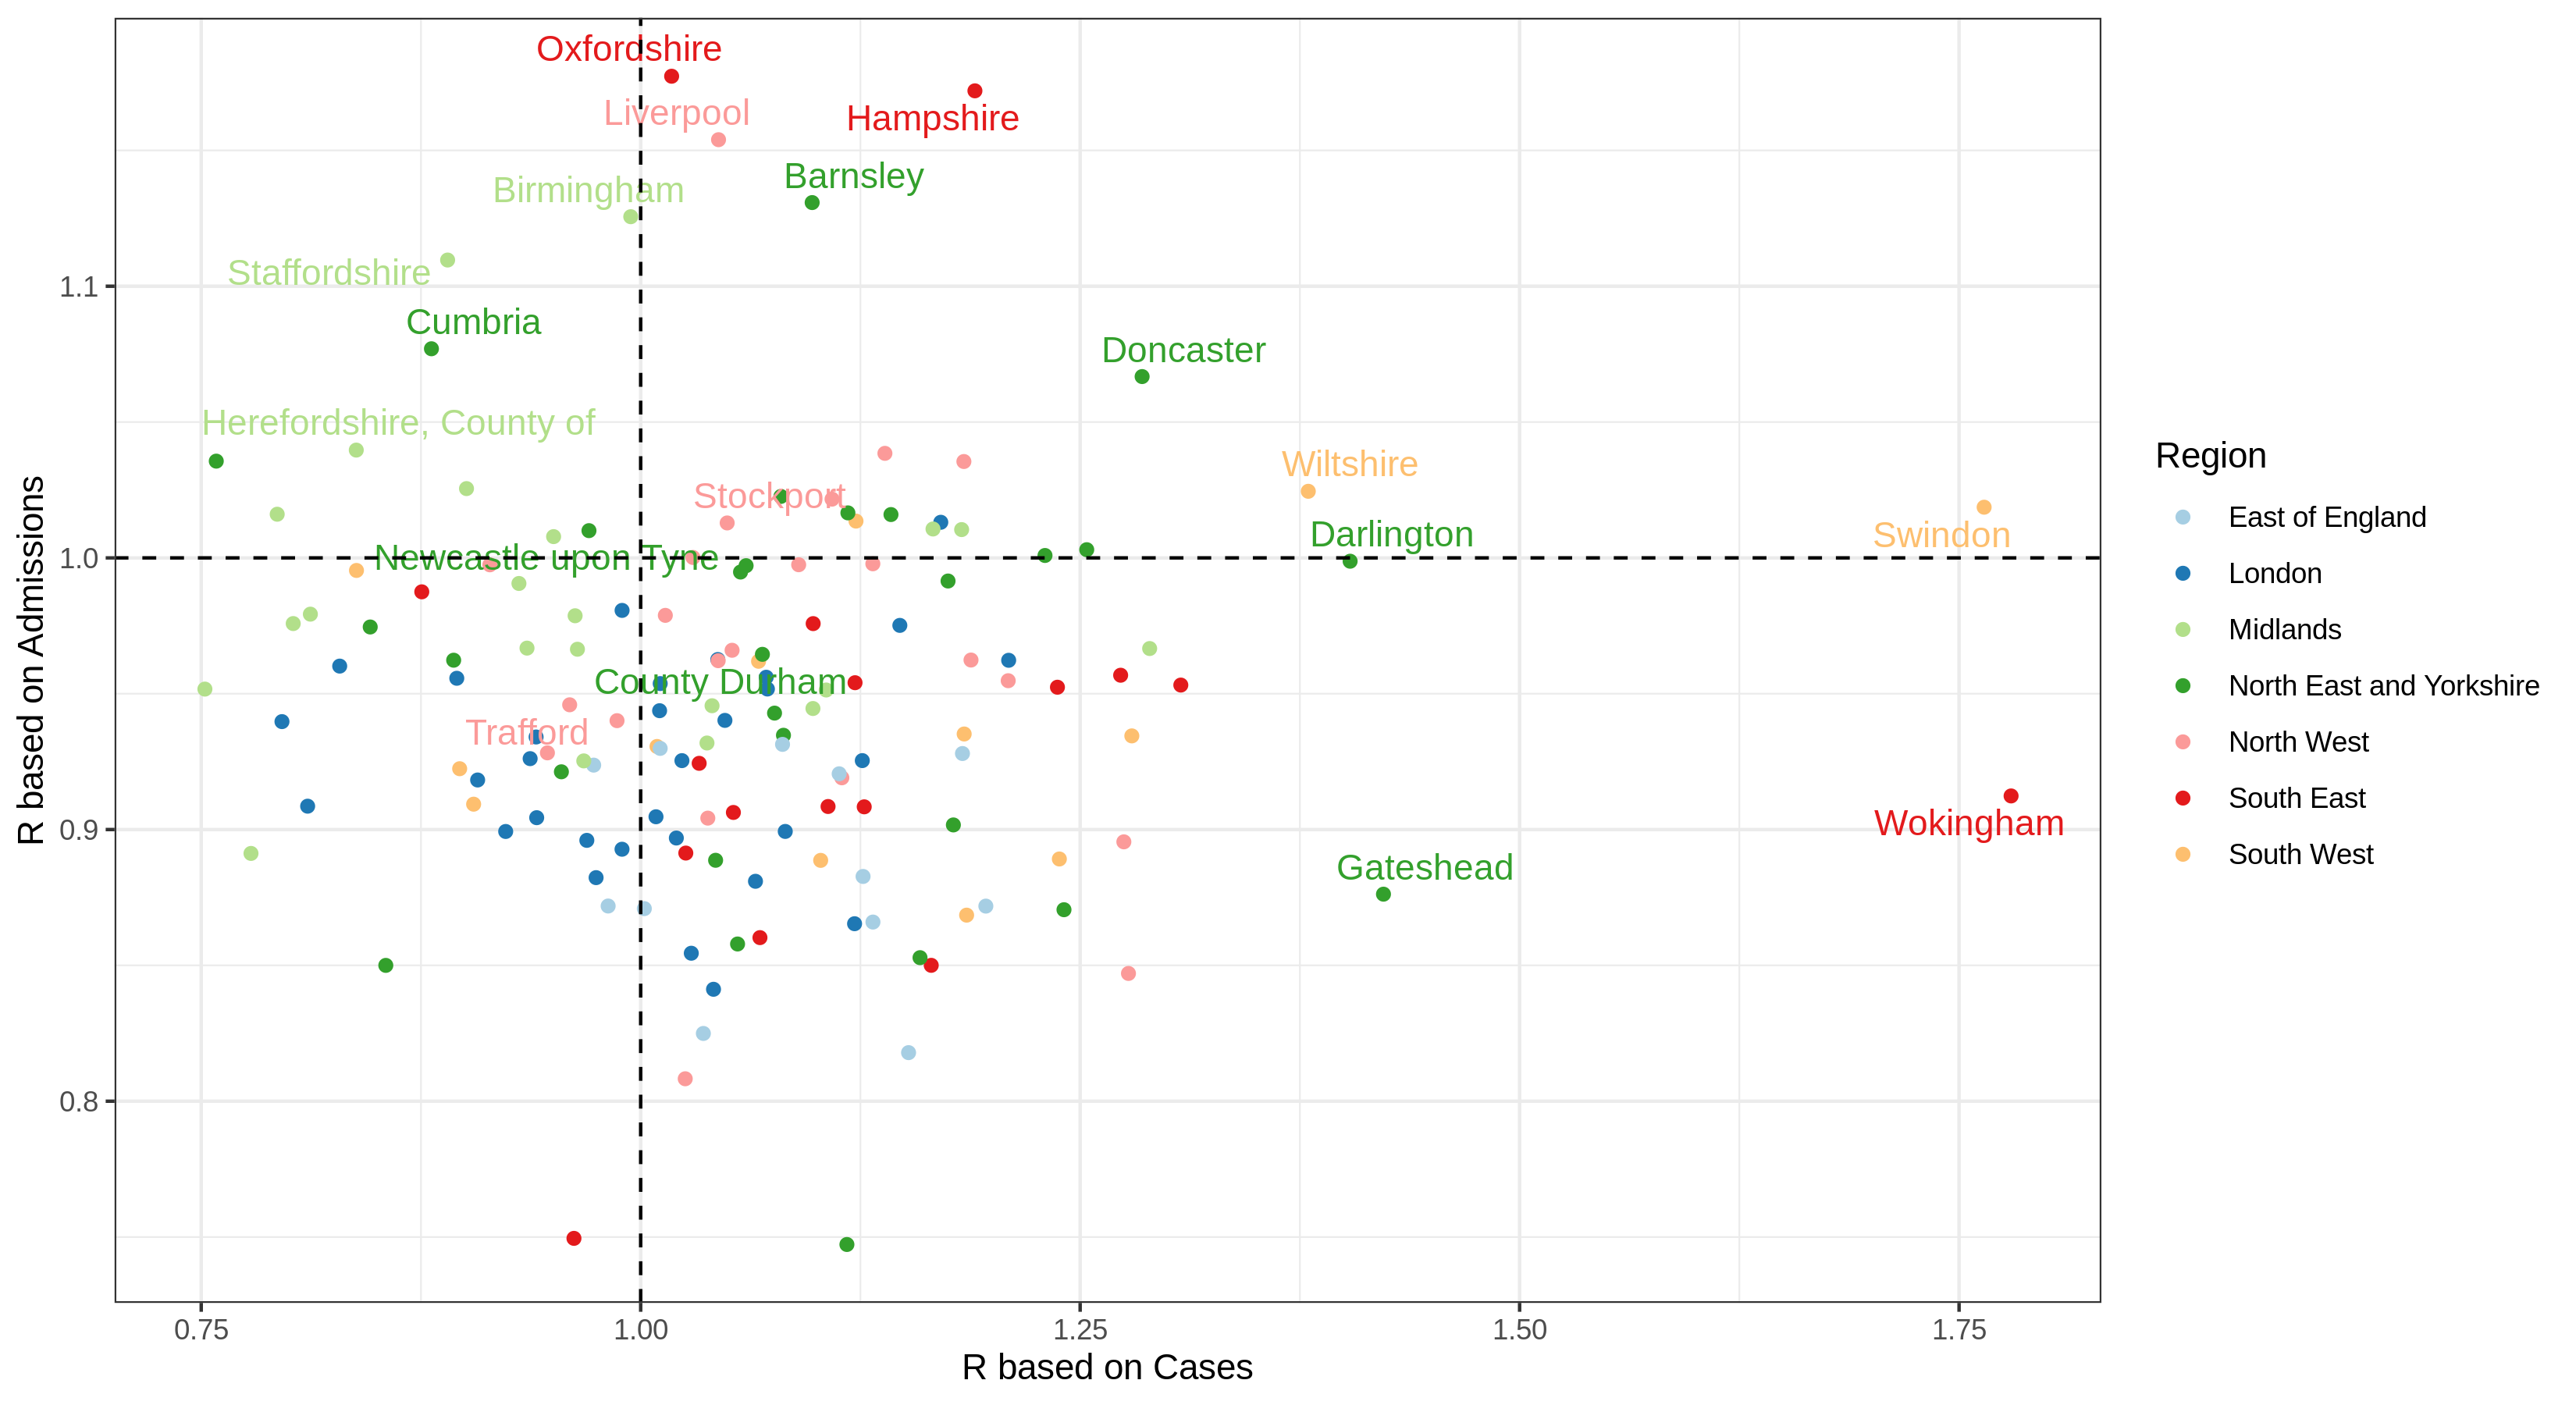 Oxfordshire
Liverpool
Hampshire
Barnsley
Birmingham
Staffordshire
Cumbria
Doncaster
Herefordshire, County of
Wiltshire
Stockport
Swindon
Darlington
Newcastle upon Tyne
County Durham
Trafford
Wokingham
Gateshead
R based on Admissions
1.1
1.0
0.9
0.8
0.75
1.00
1.25
1.50
1.75
R based on Cases
Region
East of England
London
Midlands
North East and Yorkshire
North West
South East
South West